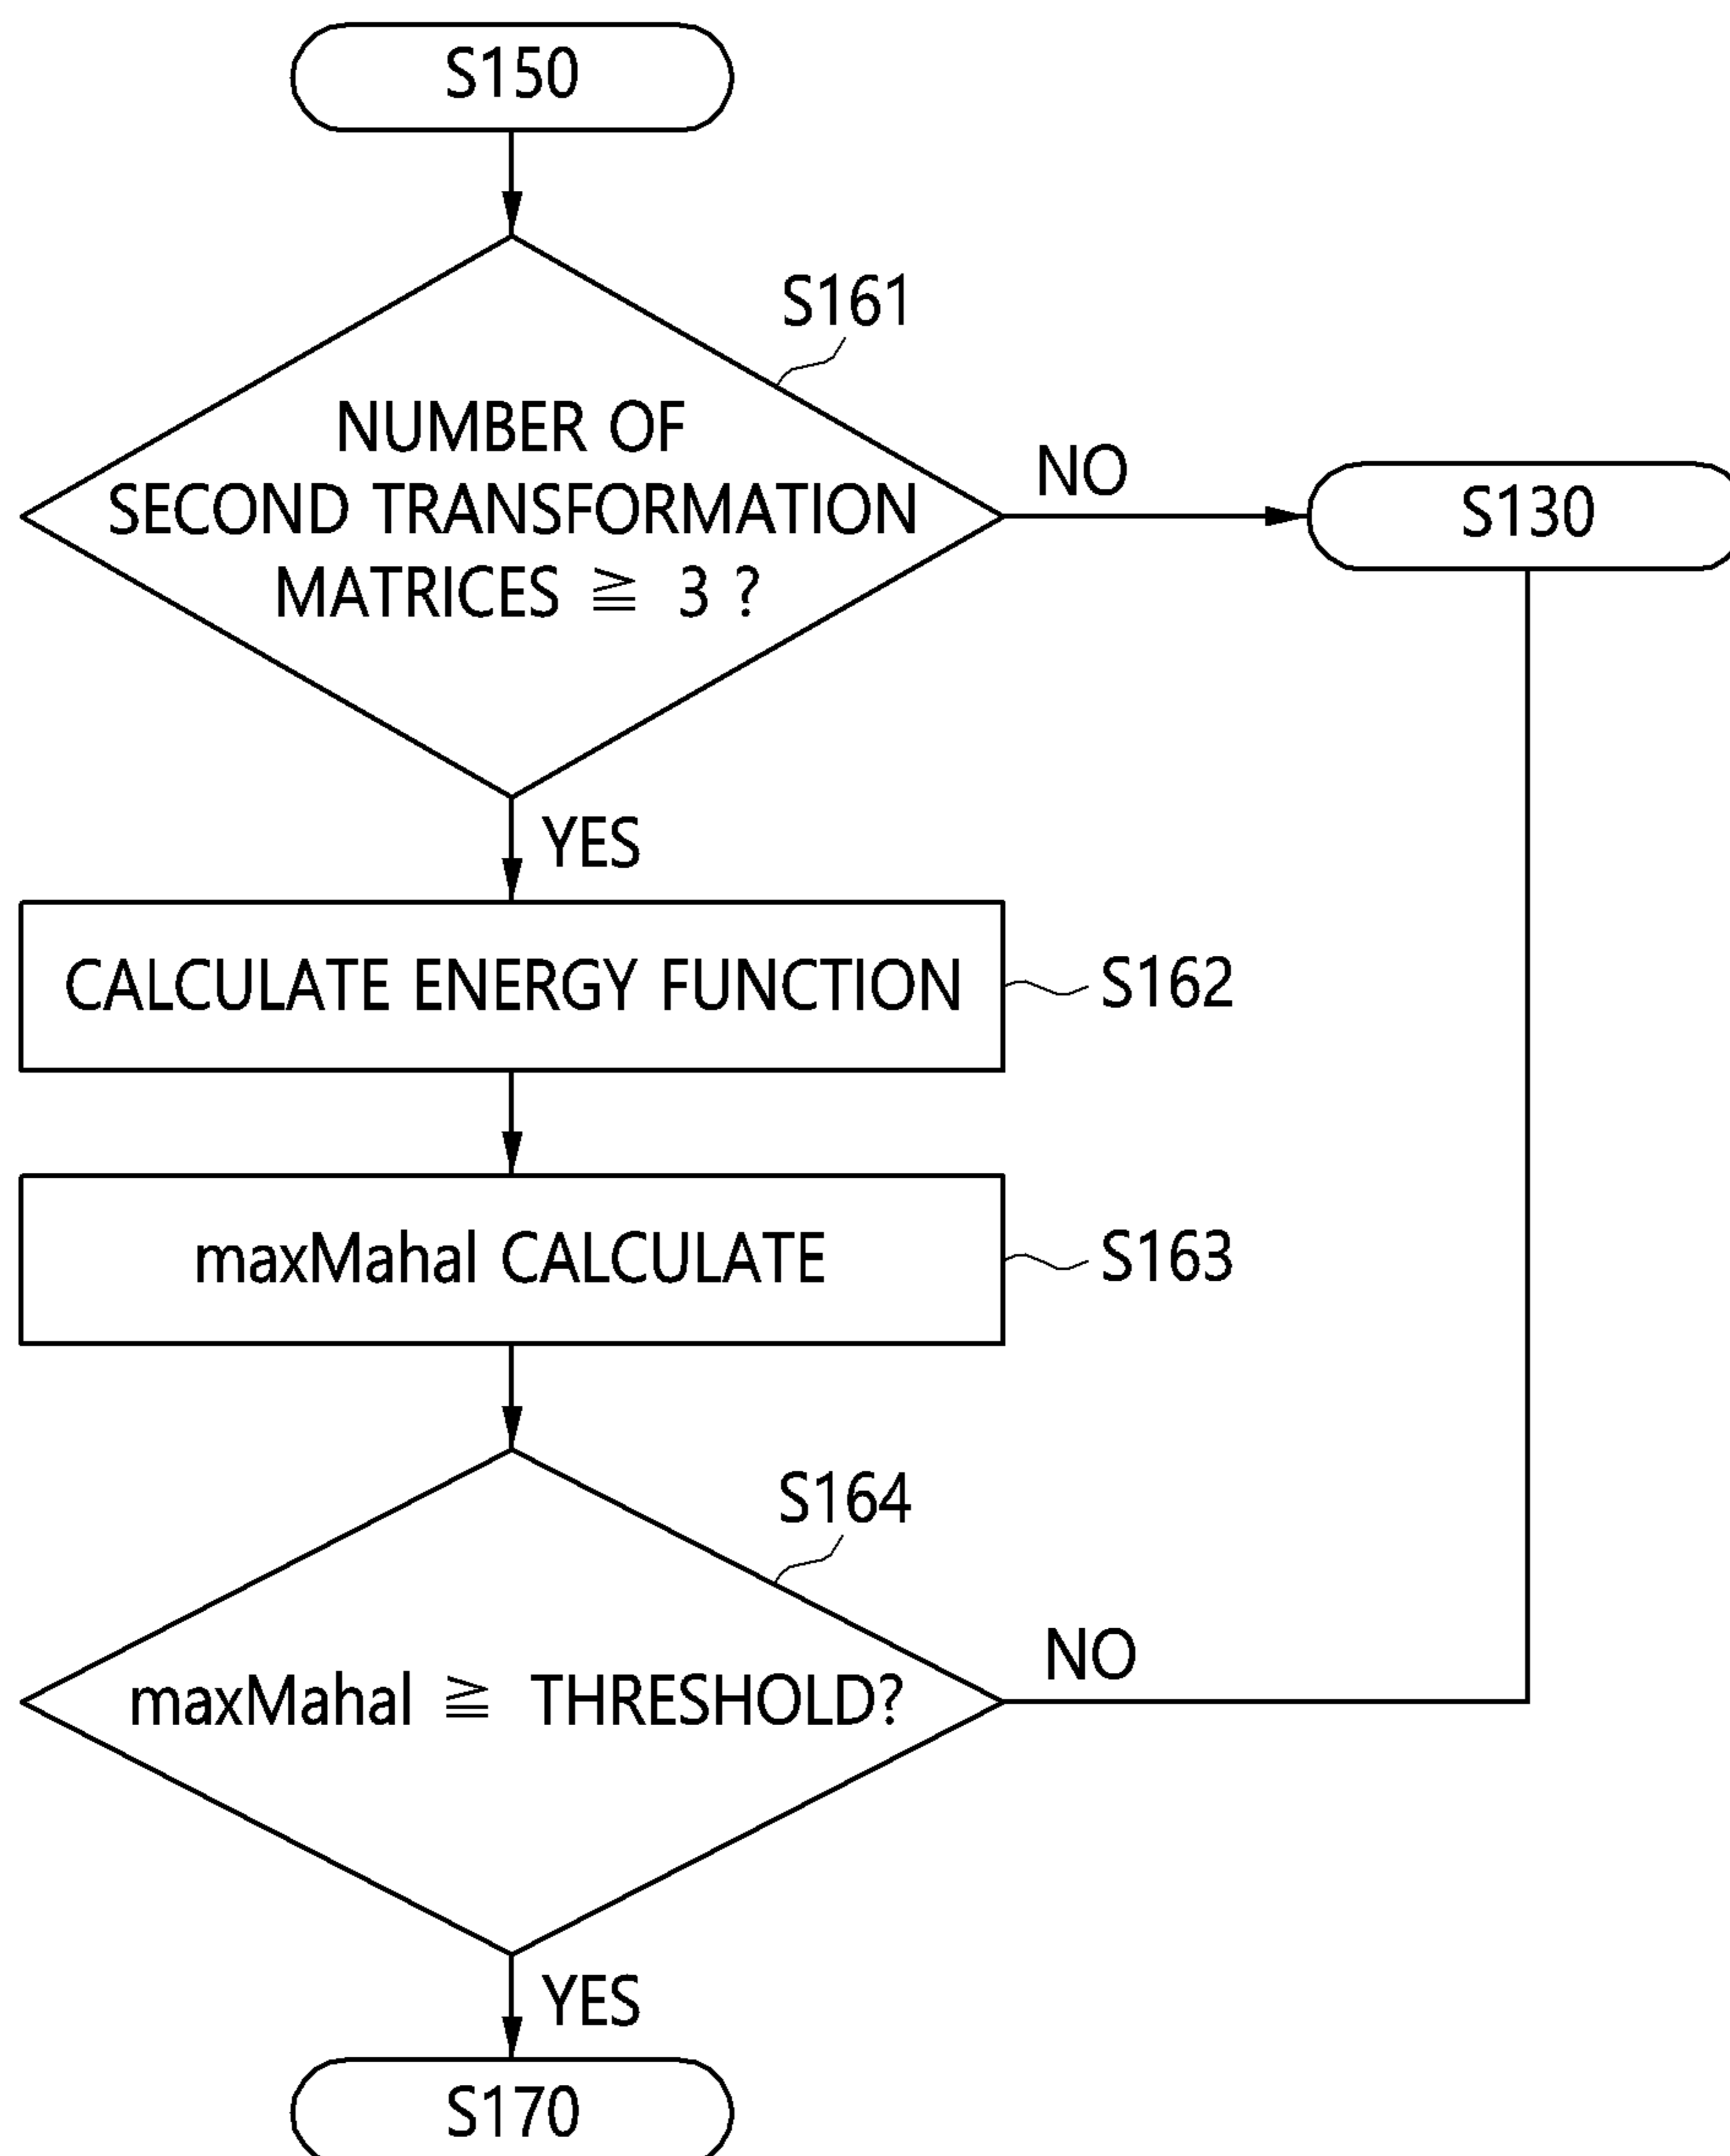 S150
S161
NUMBER OF
SECOND TRANSFORMATION
MATRICES ≧ 3 ?
NO
S130
YES
CALCULATE ENERGY FUNCTION
S162
maxMahal CALCULATE
S163
S164
maxMahal ≧ THRESHOLD?
NO
YES
S170